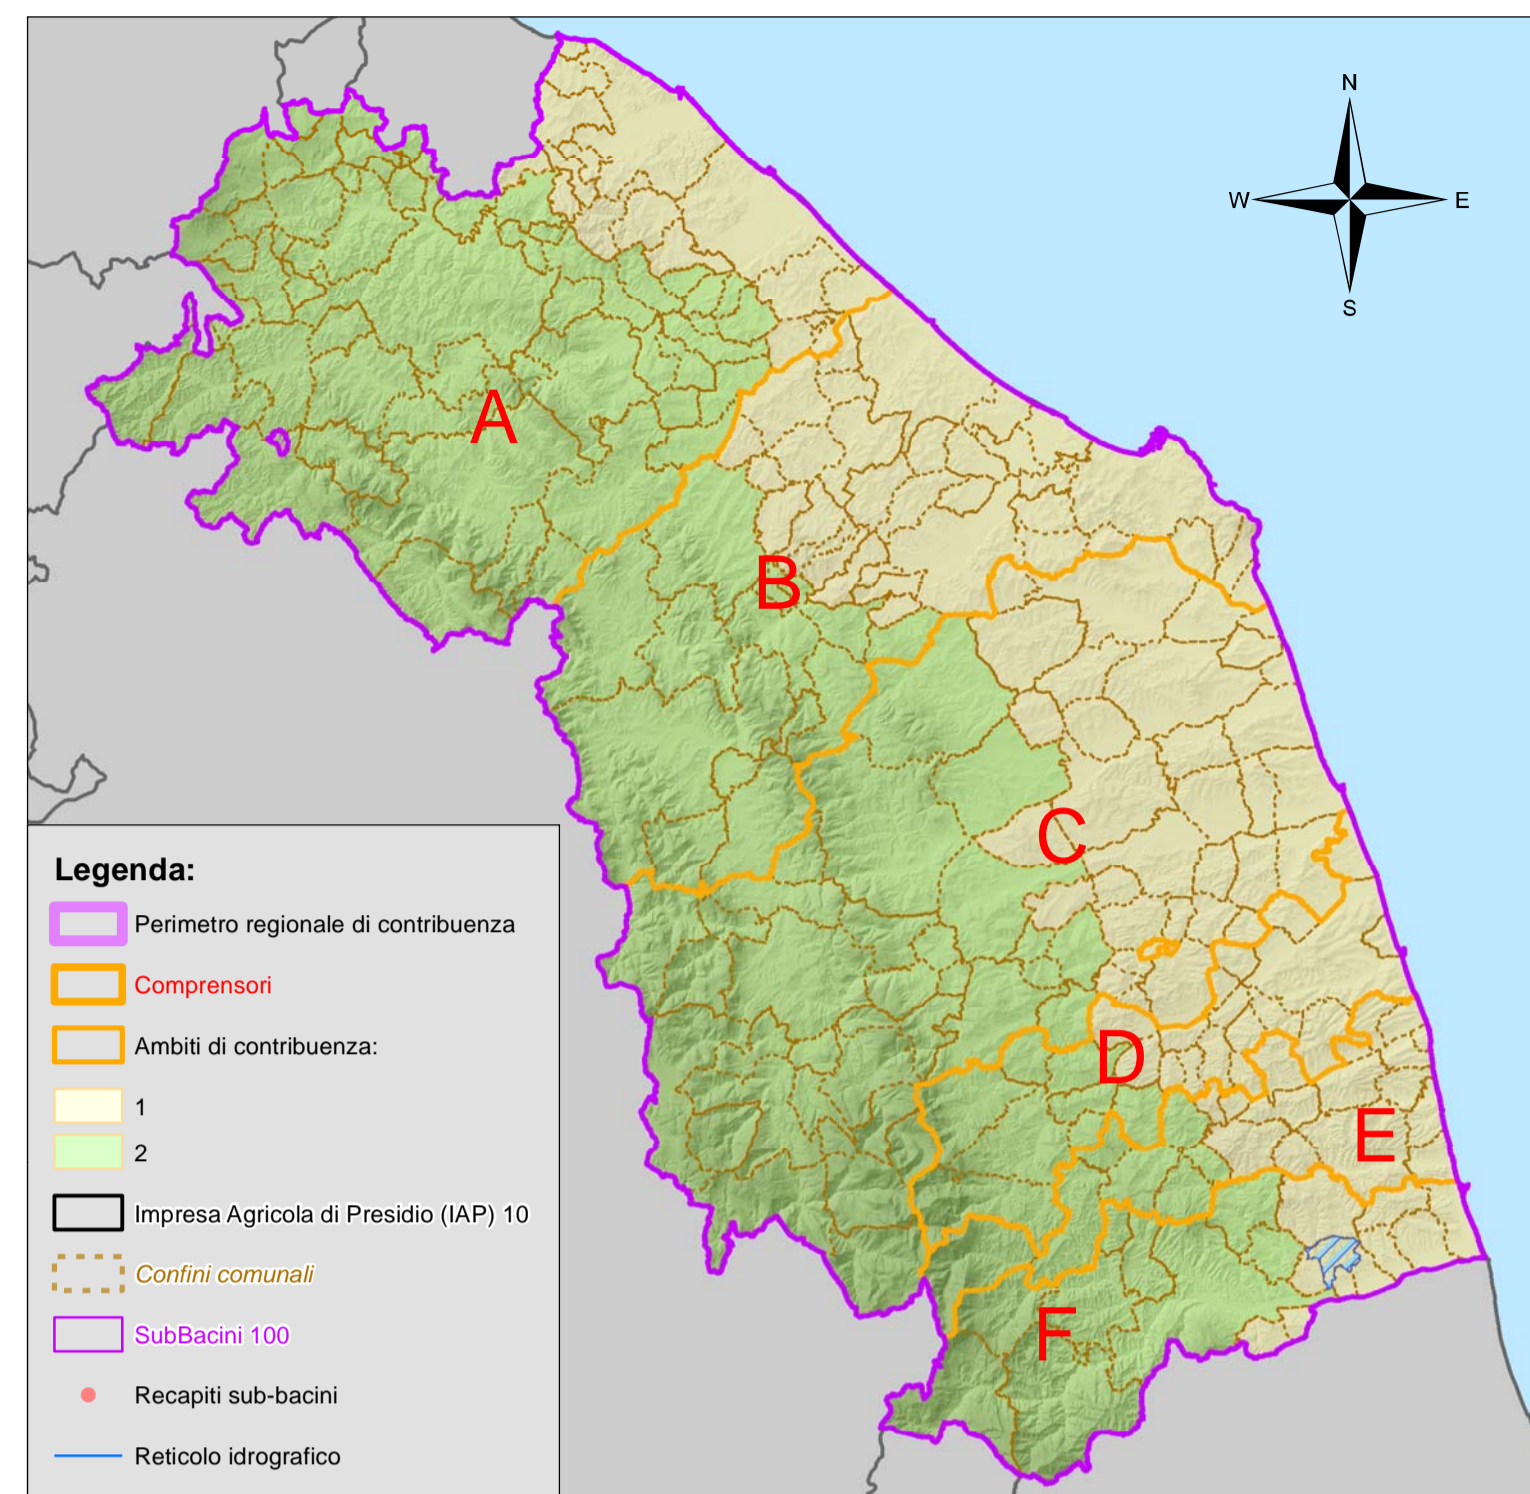 N
W E
S
A
B
C
D
E
F
Legenda:
Perimetro regionale di contribuenza
Comprensori
Ambiti di contribuenza:
1
2
Impresa Agricola di Presidio (IAP) 10
Confini comunali
SubBacini 100
Recapiti sub-bacini
Reticolo idrografico